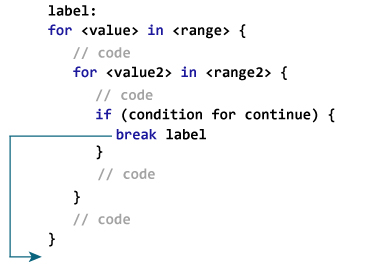 label:
for <value> in <range> {
// code
for <value2> in <range2> {
// code
if (condition for continue) {
break label
}
// code
}
// code
}